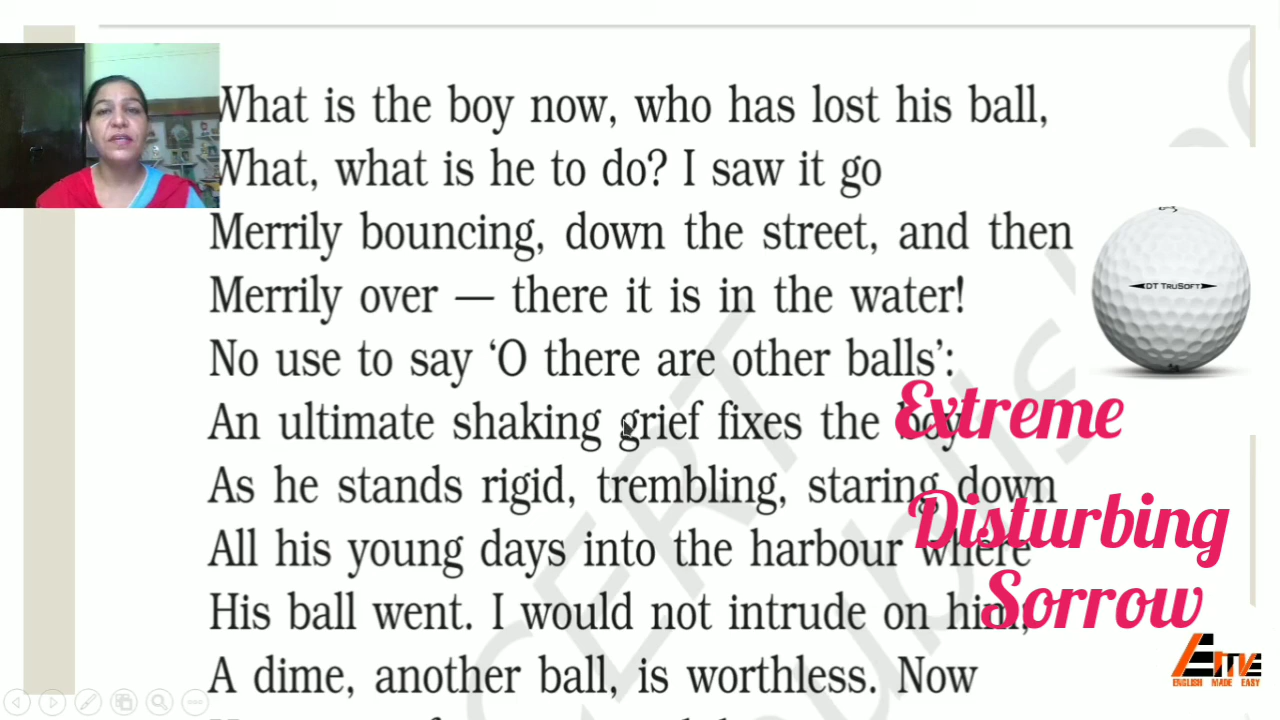 What is the boy now, who has lost his ball,
What, what is he to do? I saw it go
Merrily bouncing, down the street, and then
Merrily over — there it is in the water!
No use to say ‘O there are other balls’:
An ultimate shaking grief fixes the boy
As he stands rigid, trembling, staring down
All his young days into the harbour where
His ball went. I would not intrude on him;
A dime, another ball, is worthless. Now
DT TRUSOFT
Extreme
Disturbing
Sorrow
ENGLISH MADE EASY